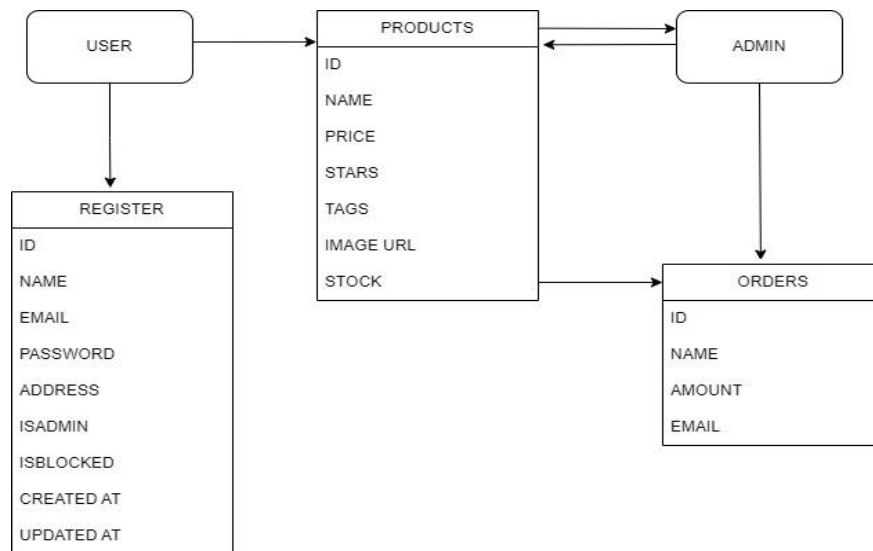 USER
PRODUCTS
ID
NAME
PRICE
STARS
TAGS
IMAGE URL
STOCK
ADMIN
REGISTER
ID
NAME
EMAIL
PASSWORD
ADDRESS
ISADMIN
ISBLOCKED
CREATED AT
UPDATED AT
ORDERS
ID
NAME
AMOUNT
EMAIL